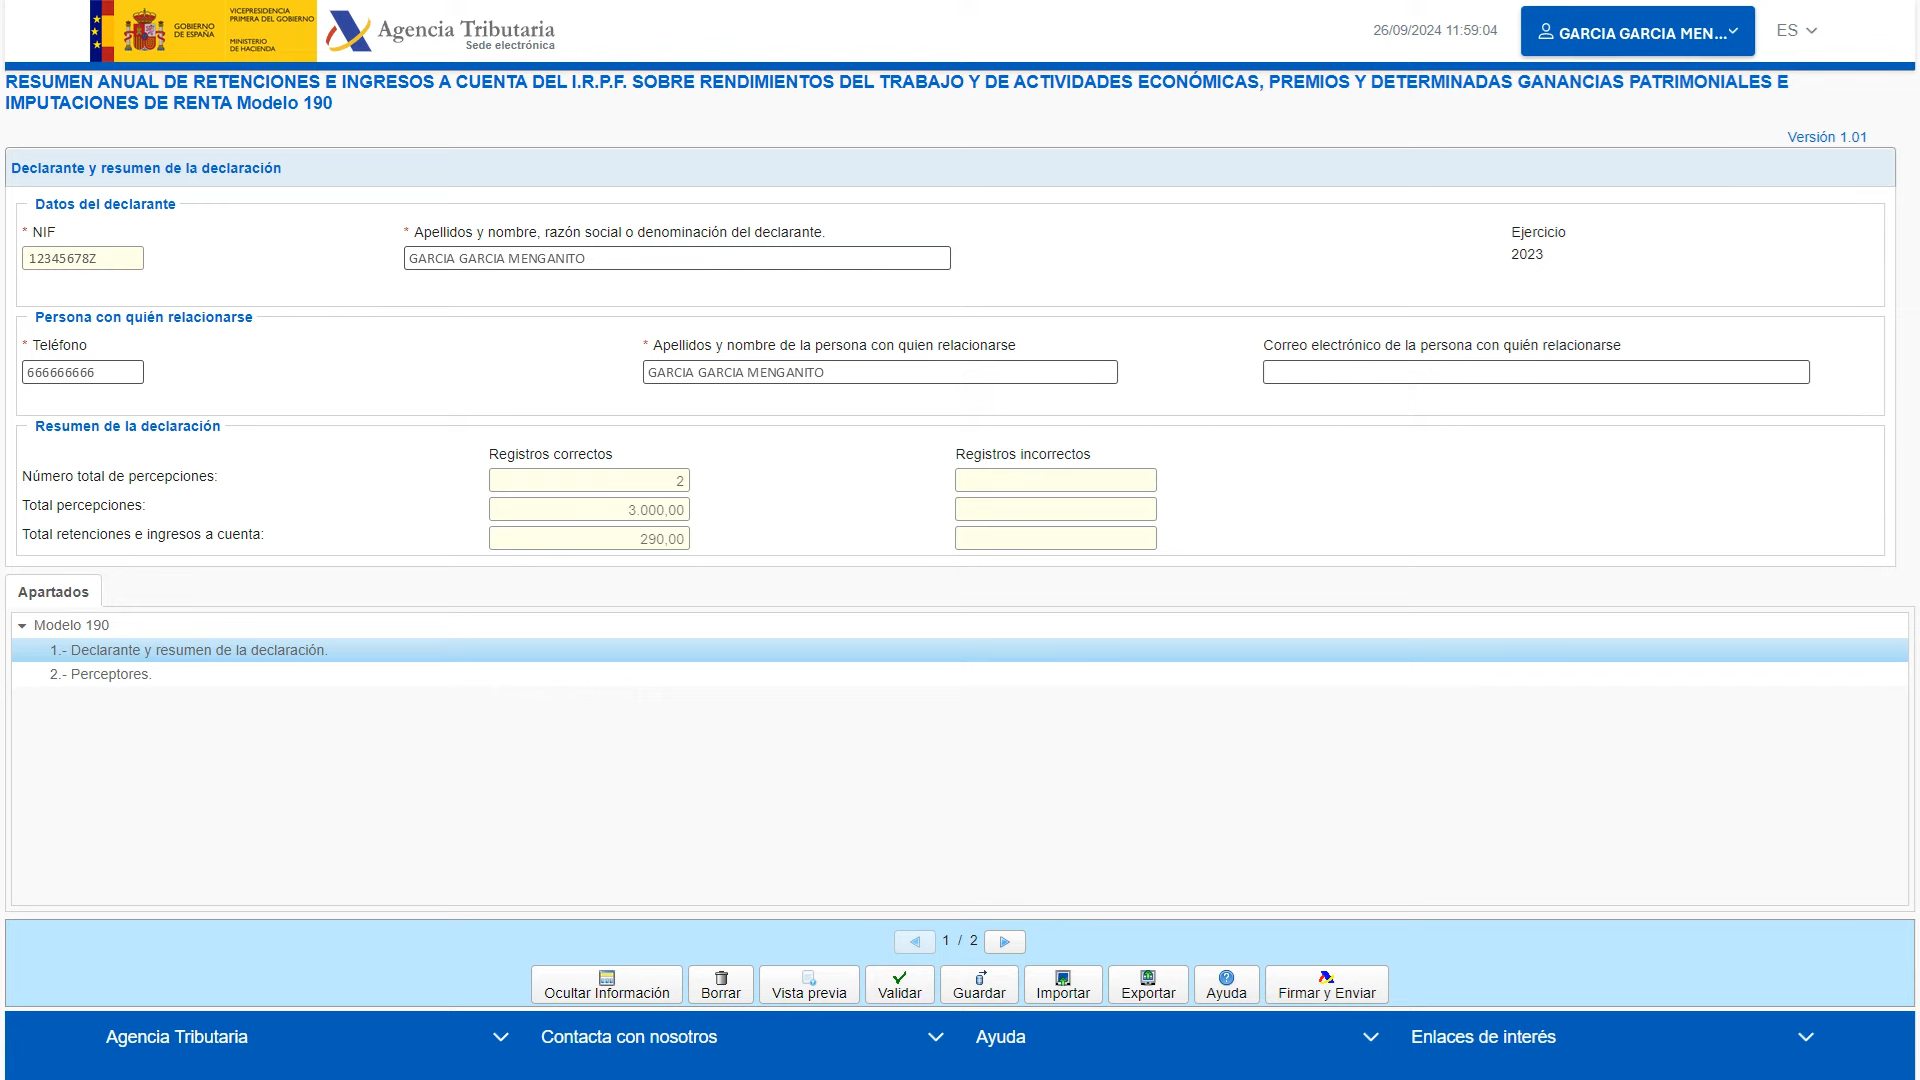 GOBIERNO
DE ESPAÑA
VICEPRESIDENCIA
PRIMERA DEL GOBIERNO
MINISTERIO
DE HACIENDA
Agencia Tributaria
Sede electrónica
26/09/2024 11:59:04
GARCIA GARCIA MEN...
ES
RESUMEN ANUAL DE RETENCIONES E INGRESOS A CUENTA DEL I.R.P.F. SOBRE RENDIMIENTOS DEL TRABAJO Y DE ACTIVIDADES ECONÓMICAS, PREMIOS Y DETERMINADAS GANANCIAS PATRIMONIALES E
IMPUTACIONES DE RENTA Modelo 190
Versión 1.01
Declarante y resumen de la declaración
Datos del declarante
* NIF
* Apellidos y nombre, razón social o denominación del declarante.
Ejercicio
12345678Z
GARCIA GARCIA MENGANITO
2023
Persona con quién relacionarse
* Teléfono
* Apellidos y nombre de la persona con quien relacionarse
Correo electrónico de la persona con quién relacionarse
666666666
GARCIA GARCIA MENGANITO
Resumen de la declaración
Registros correctos
Registros incorrectos
Número total de percepciones:
2
Total percepciones:
3.000,00
Total retenciones e ingresos a cuenta:
290,00
Apartados
Modelo 190
1.- Declarante y resumen de la declaración.
2.- Perceptores.
1 / 2
Ocultar Información
Borrar
Vista previa
Validar
Guardar
Importar
Exportar
Ayuda
Firmar y Enviar
Agencia Tributaria
Contacta con nosotros
Ayuda
Enlaces de interés